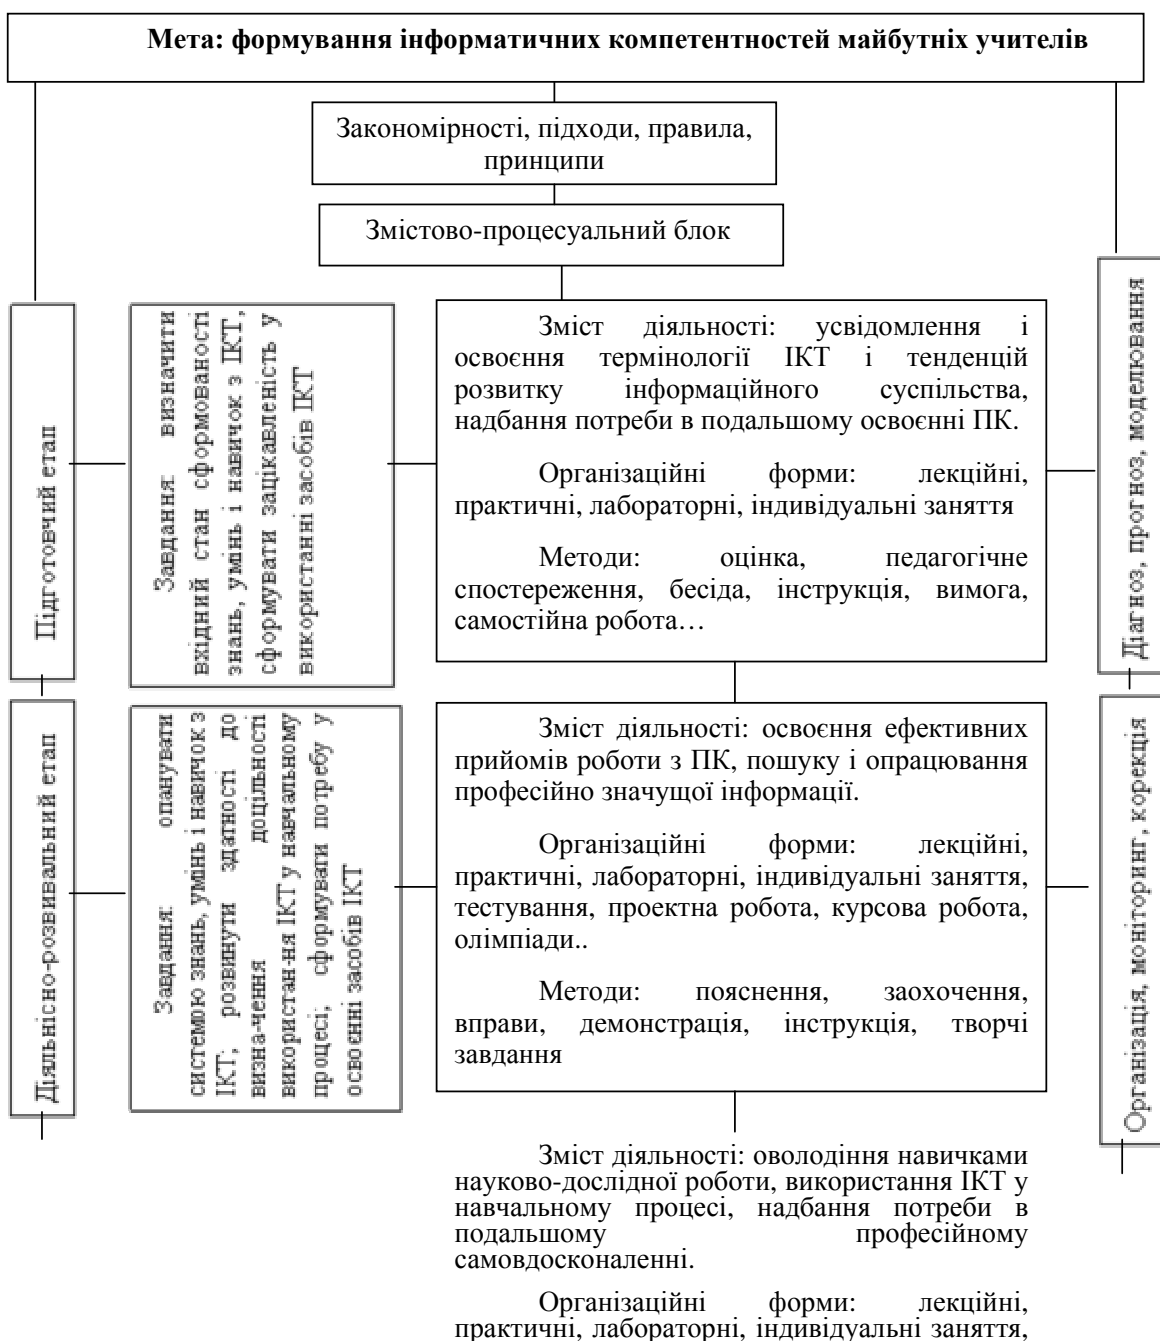 Мета: формування інформатичних компетентностей майбутніх учителів
Закономірності, підходи, правила,
принципи
Змістово-процесуальний блок
Підготовчий етап
Завдання: визначити
вхідний стан сформованості
знань, умінь і навичок з ІКТ,
сформувати зацікавленість у
використанні засобів ІКТ
Зміст діяльності: усвідомлення і
освоєння термінології ІКТ і тенденцій
розвитку інформаційного суспільства,
надбання потреби в подальшому освоєнні ПК.
Організаційні форми: лекційні,
практичні, лабораторні, індивідуальні заняття
Методи: оцінка, педагогічне
спостереження, бесіда, інструкція, вимога,
самостійна робота…
Діагноз, прогноз, моделювання
Діяльнісно-розвивальний етап
Завдання: опанувати
системою знань, умінь і навичок з
ІКТ; розвинути здатності до
визна-чення доцільності
використан-ня ІКТ у навчальному
процесі; сформувати потребу у
освоєнні засобів ІКТ
Зміст діяльності: освоєння ефективних
прийомів роботи з ПК, пошуку і опрацювання
професійно значущої інформації.
Організаційні форми: лекційні,
практичні, лабораторні, індивідуальні заняття,
тестування, проектна робота, курсова робота,
олімпіади..
Методи: пояснення, заохочення,
вправи, демонстрація, інструкція, творчі
завдання
Організація, моніторинг, корекція
Зміст діяльності: оволодіння навичками
науково-дослідної роботи, використання ІКТ у
навчальному процесі, надбання потреби в
подальшому професійному
самовдосконаленні.
Організаційні форми: лекційні,
практичні, лабораторні, індивідуальні заняття,